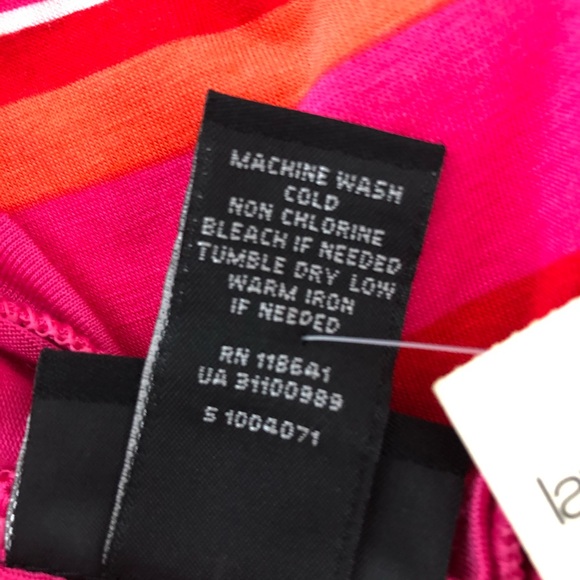 MACHINE WASH
COLD
NON CHLORINE
BLEACH IF NEEDED
TUMBLE DRY LOW
WARM IRON
IF NEEDED
RN 118641
UA 31100989
S 1004071